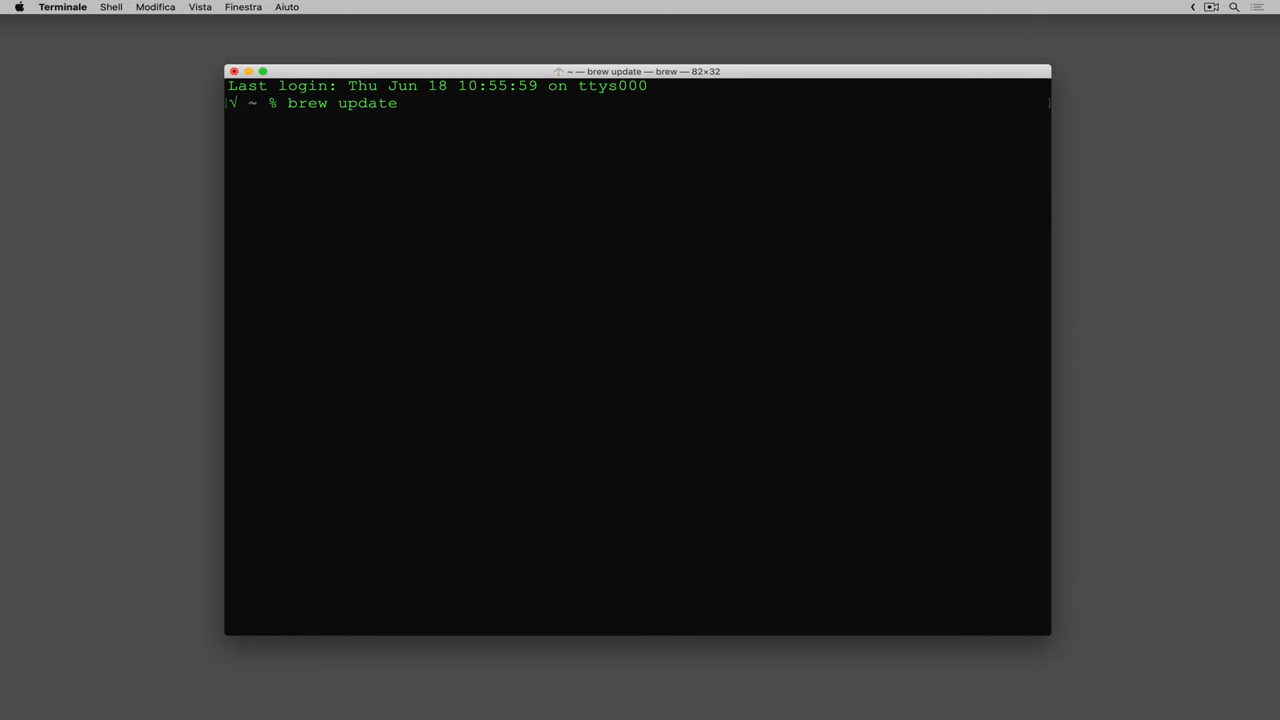 Terminale Shell Modifica Vista Finestra Aiuto
~ — brew update — brew — 82×32
Last login: Thu Jun 18 10:55:59 on ttys000
√ ~ % brew update